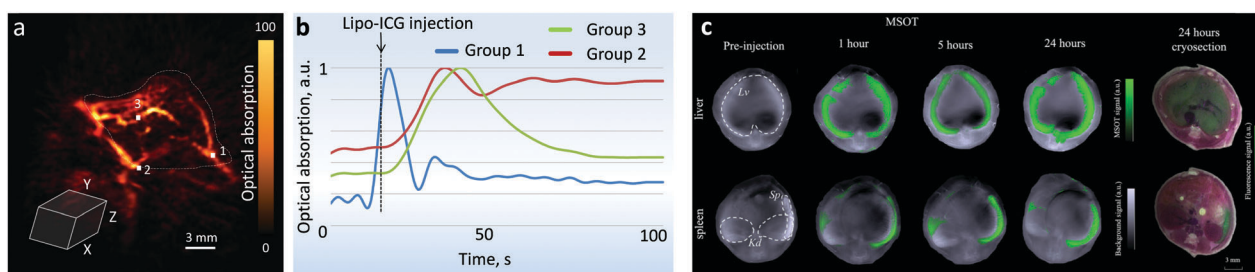 a
100
Optical absorption
0
1
2
3
Y
Z
X
3 mm
b
Lipo-ICG injection
Group 1
Group 3
Group 2
Optical absorption, a.u.
1
0
50
100
Time, s
c
MSOT
Pre-injection
1 hour
5 hours
24 hours
24 hours
cryosection
liver
Lv
spleen
Sp
Kd
MSOT signal (a.u.)
Background signal (a.u.)
Fluorescence signal (a.u.)
3 mm